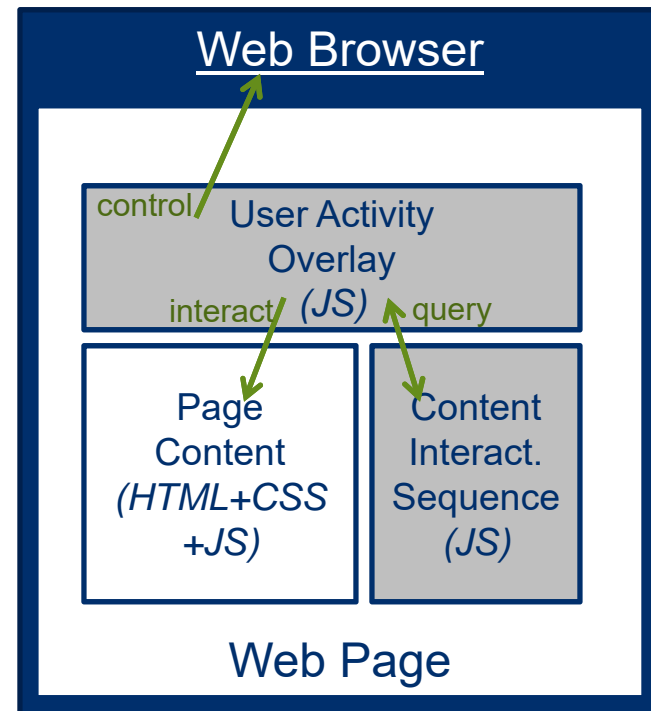 Web Browser
control
User Activity
Overlay
interact (JS) query
Page
Content
(HTML+CSS
+JS)
Content
Interact.
Sequence
(JS)
Web Page